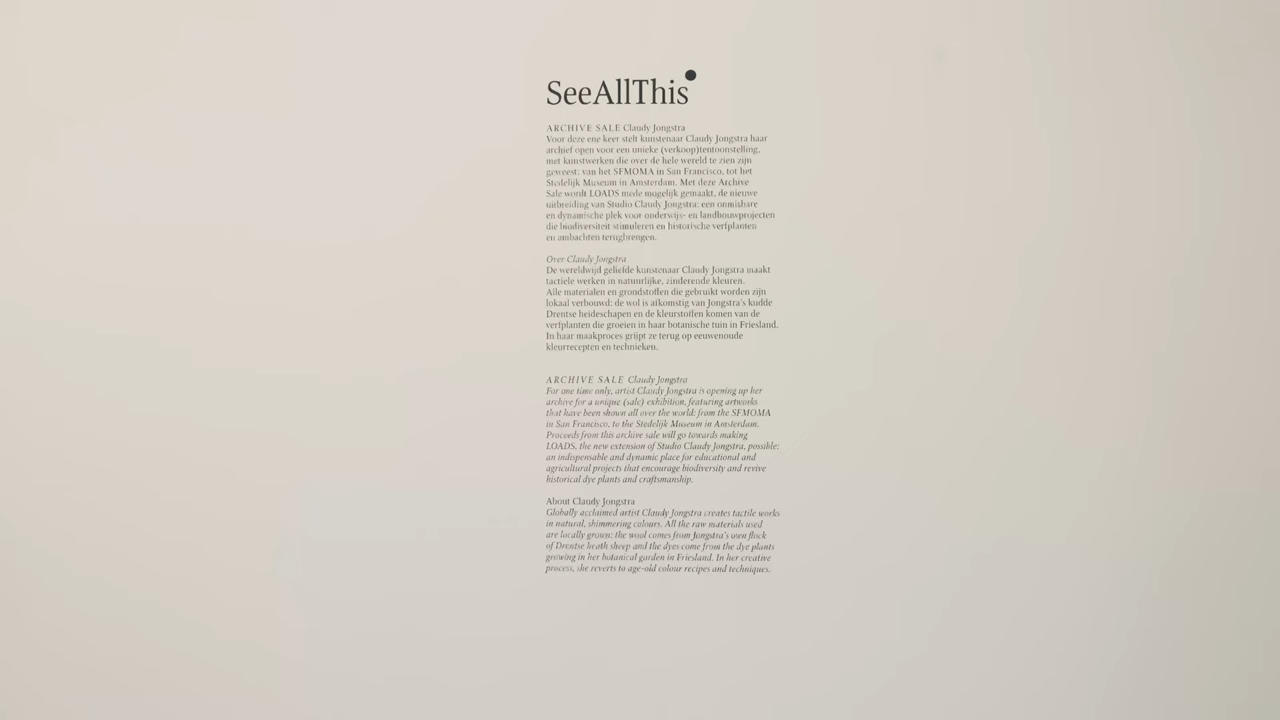 SeeAllThis
ARCHIVE SALE Claudy Jongstra
Voor deze ene keer stelt kunstenaar Claudy Jongstra haar
archief open voor een unieke (verkoop)tentoonstelling,
met kunstwerken die over de hele wereld te zien zijn
geweest: van het SFMOMA in San Francisco, tot het
Stedelijk Museum in Amsterdam. Met deze Archive
Sale wordt LOADS mede mogelijk gemaakt, de nieuwe
uitbreiding van Studio Claudy Jongstra: een onmisbare
en dynamische plek voor onderwijs- en landbouwprojecten
die biodiversiteit stimuleren en historische verfplanten
en ambachten terugbrengen.
Over Claudy Jongstra
De wereldwijd geliefde kunstenaar Claudy Jongstra maakt
tactiele werken in natuurlijke, zinderende kleuren.
Alle materialen en grondstoffen die gebruikt worden zijn
lokaal verbouwd: de wol is afkomstig van Jongstra's kudde
Drentse heideschapen en de kleurstoffen komen van de
verfplanten die groeien in haar botanische tuin in Friesland.
In haar maakproces grijpt ze terug op eeuwenoude
kleurrecepten en technieken.
ARCHIVE SALE Claudy Jongstra
For one time only, artist Claudy Jongstra is opening up her
archive for a unique (sale) exhibition, featuring artworks
that have been shown all over the world: from the SFMOMA
in San Francisco, to the Stedelijk Museum in Amsterdam.
Proceeds from this archive sale will go towards making
LOADS, the new extension of Studio Claudy Jongstra, possible:
an indispensable and dynamic place for educational and
agricultural projects that encourage biodiversity and revive
historical dye plants and craftsmanship.
About Claudy Jongstra
Globally acclaimed artist Claudy Jongstra creates tactile works
in natural, shimmering colours. All the raw materials used
are locally grown: the wool comes from Jongstra's own flock
of Drentse heath sheep and the dyes come from the dye plants
growing in her botanical garden in Friesland. In her creative
process, she reverts to age-old colour recipes and techniques.